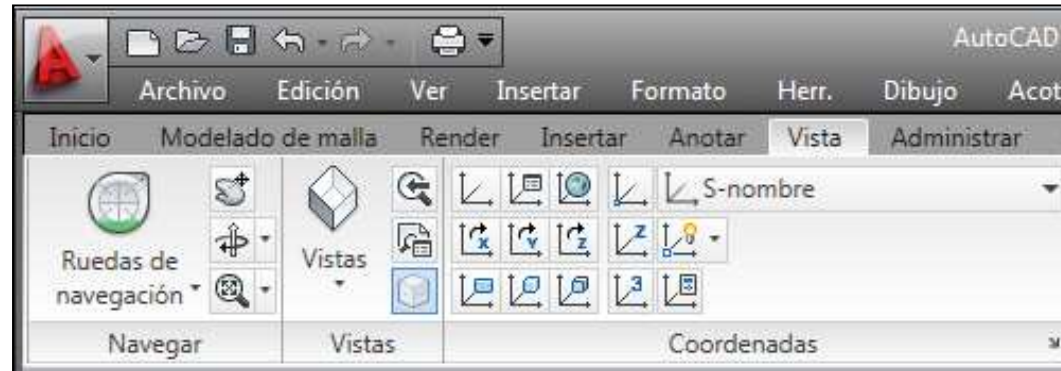 AutoCAD
Archivo Edición Ver Insertar Formato Herr. Dibujo Acot
Inicio Modelado de malla Render Insertar Anotar Vista Administrar
Ruedas de
navegación
Vistas
S-nombre
Navegar Vistas Coordenadas